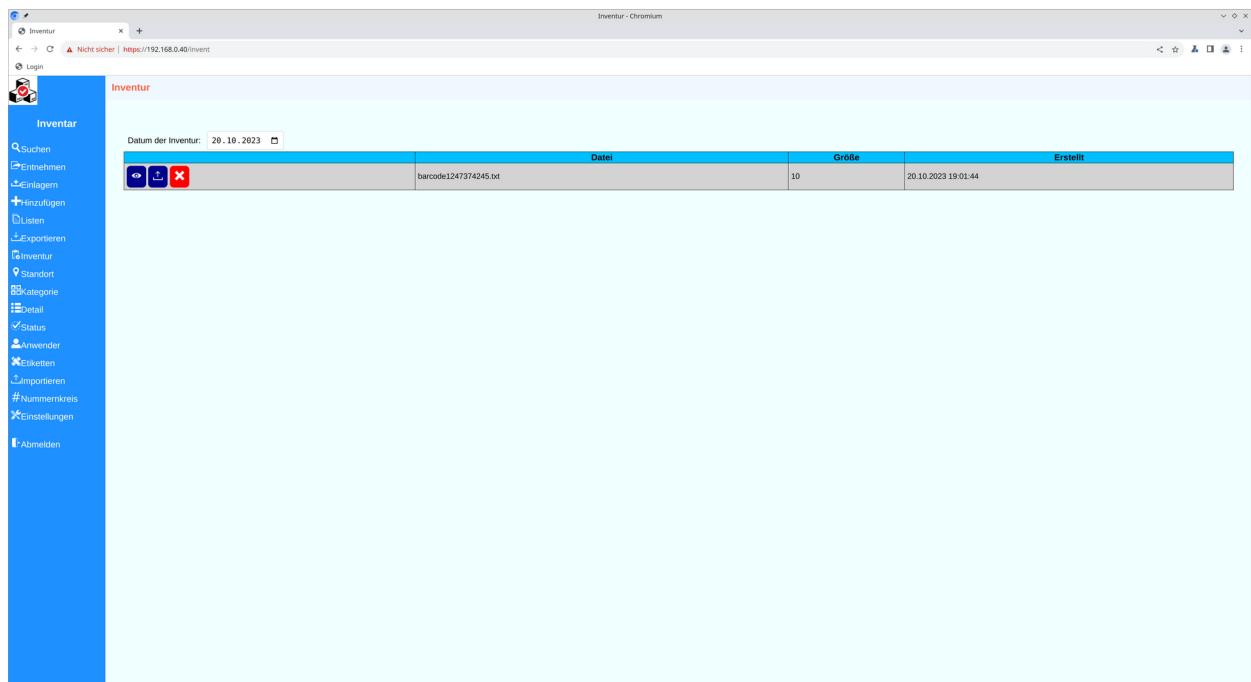 Inventur - Chromium
Inventur
Nicht sicher | https://192.168.0.40/invent
Login
Inventur
Inventar
Suchen
Entnehmen
Einlagern
Hinzufügen
Listen
Exportieren
Inventur
Standort
Kategorie
Detail
Status
Anwender
Etiketten
Importieren
Nummernkreis
Einstellungen
Abmelden
Datum der Inventur: 20.10.2023
Datei Größe Erstellt
barcode1247374245.txt 10 20.10.2023 19:01:44